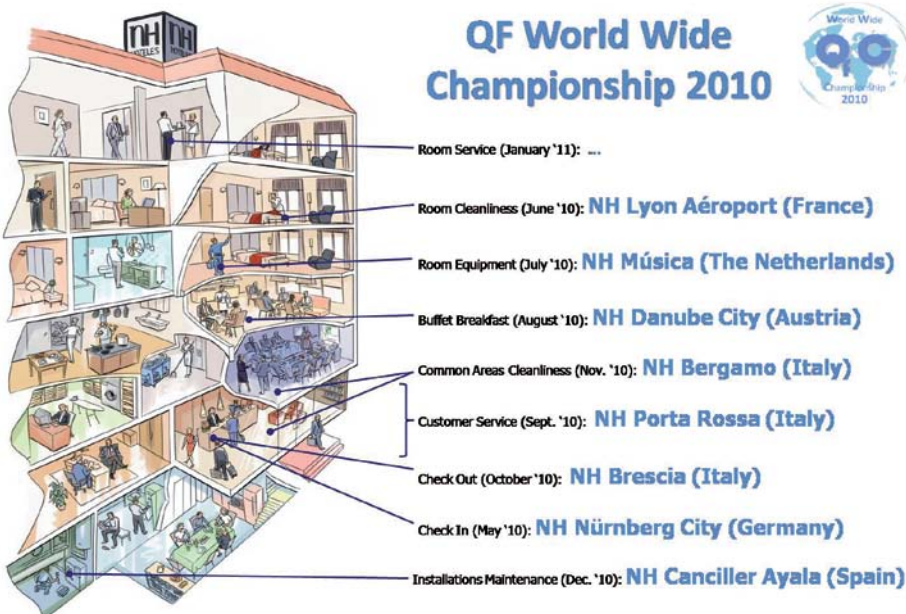 nH nH
HOTELES
QF World Wide
Championship 2010
World Wide
QfC
Championship
2010
Room Service (January '11): ...
Room Cleanliness (June '10): NH Lyon Aéroport (France)
Room Equipment (July '10): NH Música (The Netherlands)
Buffet Breakfast (August '10): NH Danube City (Austria)
Common Areas Cleanliness (Nov. '10): NH Bergamo (Italy)
Customer Service (Sept. '10): NH Porta Rossa (Italy)
Check Out (October '10): NH Brescia (Italy)
Check In (May '10): NH Nürnberg City (Germany)
Installations Maintenance (Dec. '10): NH Canciller Ayala (Spain)